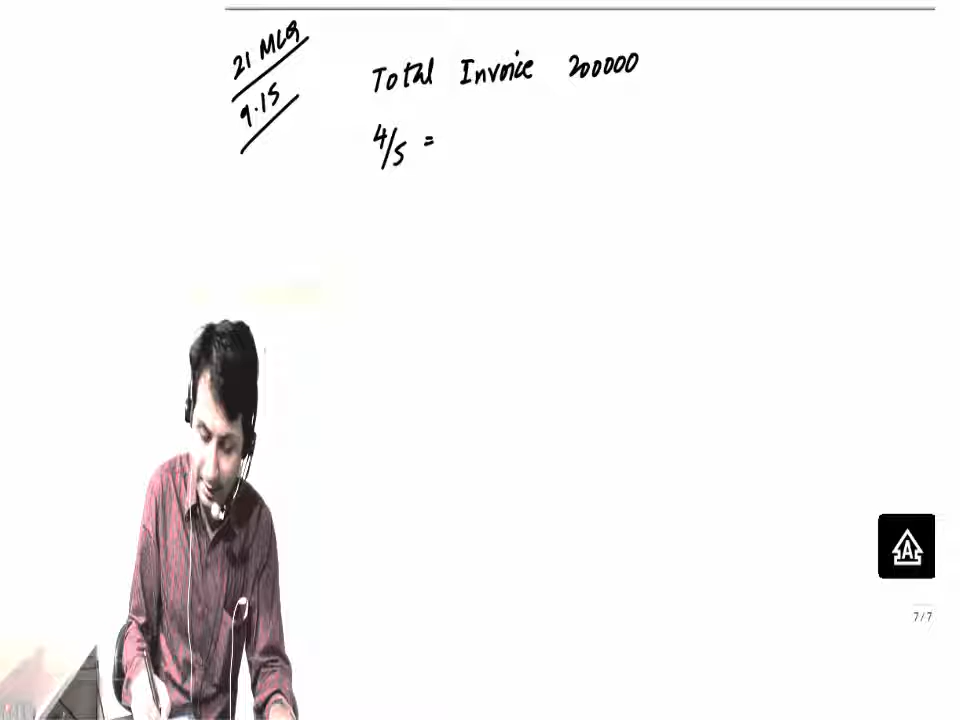 21 MCQ
9.15
Total Invoice 200000
4/5 =
A
7/7